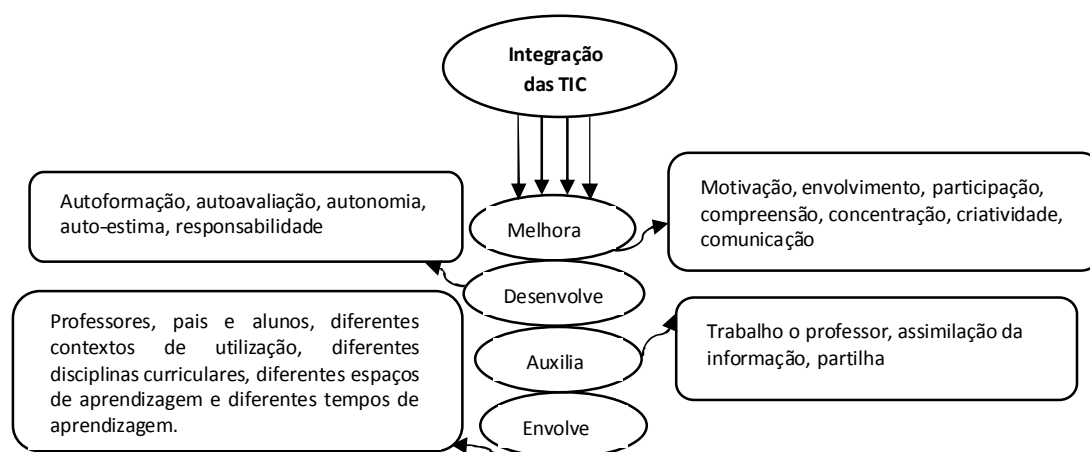 Integração
das TIC
Autoformação, autoavaliação, autonomia,
auto-estima, responsabilidade
Melhora
Motivação, envolvimento, participação,
compreensão, concentração, criatividade,
comunicação
Desenvolve
Professores, pais e alunos, diferentes
contextos de utilização, diferentes
disciplinas curriculares, diferentes espaços
de aprendizagem e diferentes tempos de
aprendizagem.
Auxilia
Trabalho o professor, assimilação da
informação, partilha
Envolve